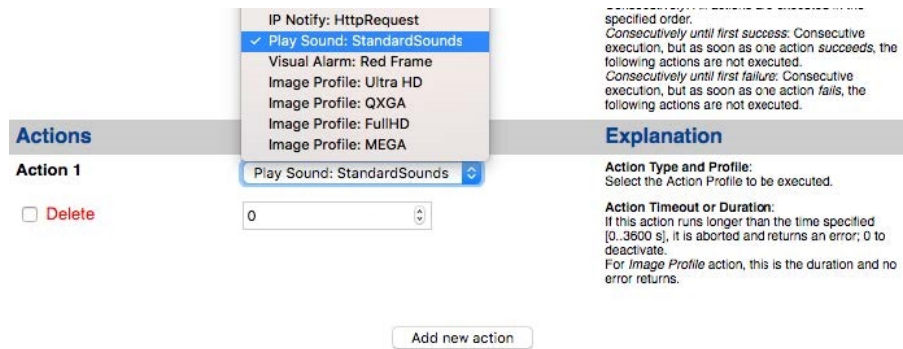 IP Notify: HttpRequest
✓ Play Sound: StandardSounds
Visual Alarm: Red Frame
Image Profile: Ultra HD
Image Profile: QXGA
Image Profile: FullHD
Image Profile: MEGA
specified order.
Consecutively until first success: Consecutive
execution, but as soon as one action succeeds, the
following actions are not executed.
Consecutively until first failure: Consecutive
execution, but as soon as one action fails, the
following actions are not executed.
Actions
Explanation
Action 1
Play Sound: StandardSounds
Action Type and Profile:
Select the Action Profile to be executed.
Delete
0
Action Timeout or Duration:
If this action runs longer than the time specified
[0..3600 s], it is aborted and returns an error; 0 to
deactivate.
For Image Profile action, this is the duration and no
error returns.
Add new action